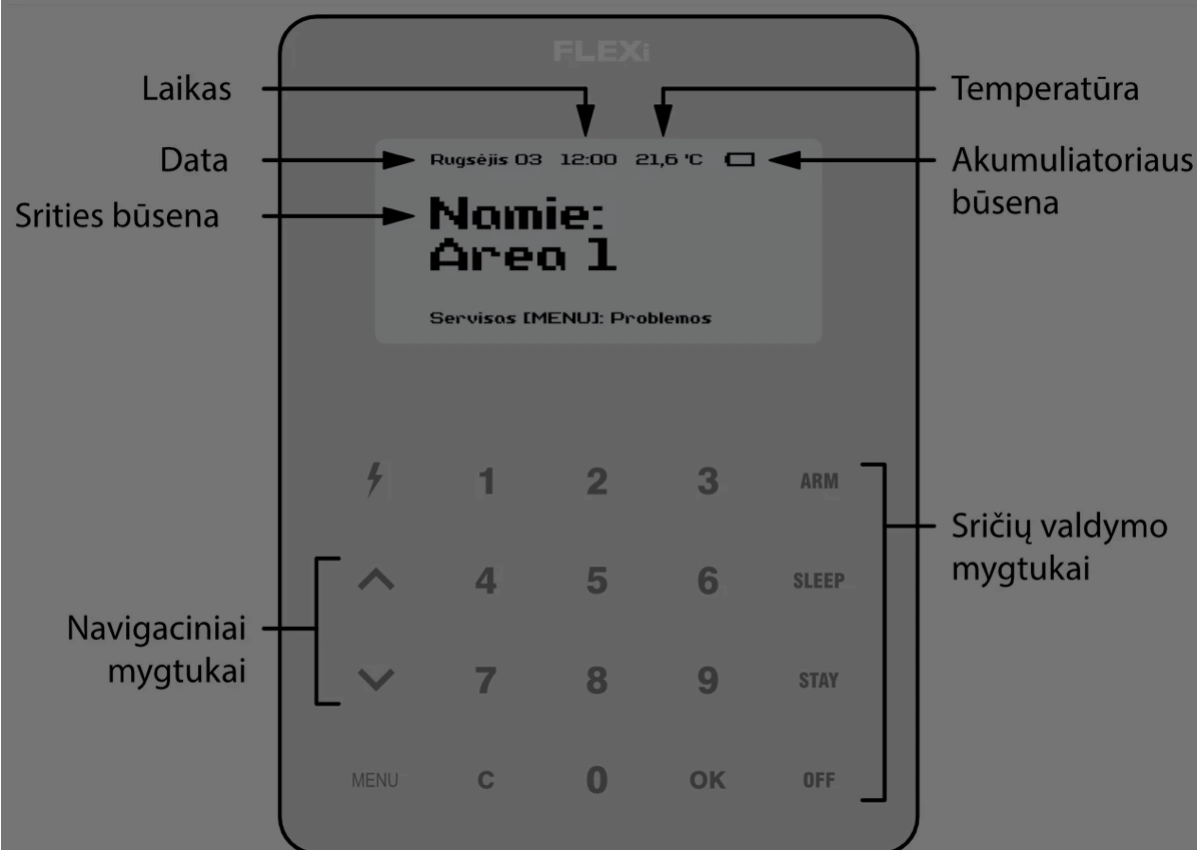 FLEXi
Laikas
Temperatūra
Data
Rugsėjis 03 12:00 21,6 'C
Akumuliatoriaus
būsena
Srities būsena
Namie:
Area 1
Servisas [MENU]: Problemos
1 2 3 ARM
Sričių valdymo
mygtukai
4 5 6 SLEEP
Navigaciniai
mygtukai
7 8 9 STAY
MENU C 0 OK OFF